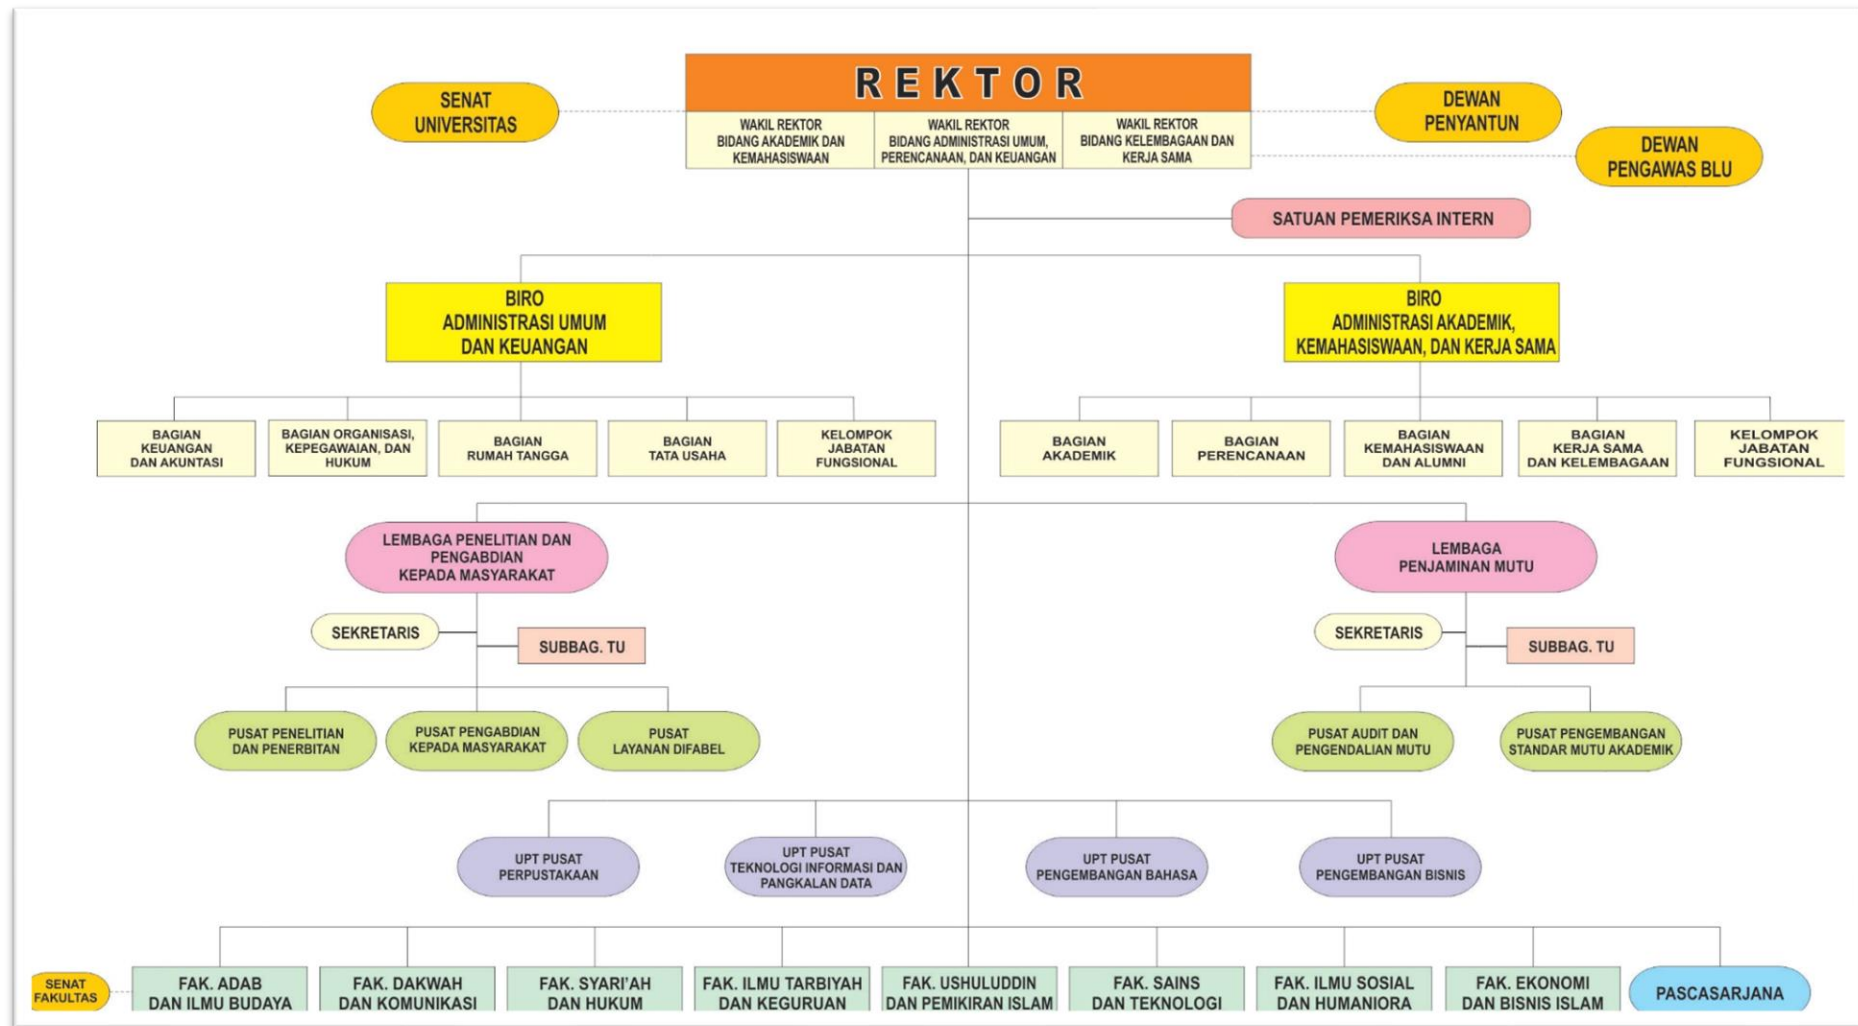 REKTOR
SENAT
UNIVERSITAS
DEWAN
PENYANTUN
WAKIL REKTOR
BIDANG AKADEMIK DAN
KEMAHASISWAAN
WAKIL REKTOR
BIDANG ADMINISTRASI UMUM,
PERENCANAAN, DAN KEUANGAN
WAKIL REKTOR
BIDANG KELEMBAGAAN DAN
KERJA SAMA
DEWAN
PENGAWAS BLU
SATUAN PEMERIKSA INTERN
BIRO
ADMINISTRASI UMUM
DAN KEUANGAN
BIRO
ADMINISTRASI AKADEMIK,
KEMAHASISWAAN, DAN KERJA SAMA
BAGIAN
KEUANGAN
DAN AKUNTASI
BAGIAN ORGANISASI,
KEPEGAWAIAN, DAN
HUKUM
BAGIAN
RUMAH TANGGA
BAGIAN
TATA USAHA
KELOMPOK
JABATAN
FUNGSIONAL
BAGIAN
AKADEMIK
BAGIAN
PERENCANAAN
BAGIAN
KEMAHASISWAAN
DAN ALUMNI
BAGIAN
KERJA SAMA
DAN KELEMBAGAAN
KELOMPOK
JABATAN
FUNGSIONAL
LEMBAGA PENELITIAN DAN
PENGABDIAN
KEPADA MASYARAKAT
LEMBAGA
PENJAMINAN MUTU
SEKRETARIS
SUBBAG. TU
SEKRETARIS
SUBBAG. TU
PUSAT PENELITIAN
DAN PENERBITAN
PUSAT PENGABDIAN
KEPADA MASYARAKAT
PUSAT
LAYANAN DIFABEL
PUSAT AUDIT DAN
PENGENDALIAN MUTU
PUSAT PENGEMBANGAN
STANDAR MUTU AKADEMIK
UPT PUSAT
PERPUSTAKAAN
UPT PUSAT
TEKNOLOGI INFORMASI DAN
PANGKALAN DATA
UPT PUSAT
PENGEMBANGAN BAHASA
UPT PUSAT
PENGEMBANGAN BISNIS
SENAT
FAKULTAS
FAK. ADAB
DAN ILMU BUDAYA
FAK. DAKWAH
DAN KOMUNIKASI
FAK. SYARI'AH
DAN HUKUM
FAK. ILMU TARBIYAH
DAN KEGURUAN
FAK. USHULUDDIN
DAN PEMIKIRAN ISLAM
FAK. SAINS
DAN TEKNOLOGI
FAK. ILMU SOSIAL
DAN HUMANIORA
FAK. EKONOMI
DAN BISNIS ISLAM
PASCASARJANA